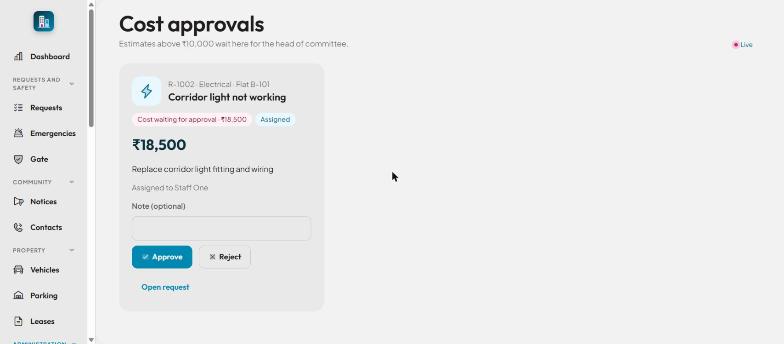 Cost approvals
Estimates above ₹10,000 wait here for the head of committee.
Live
Dashboard
REQUESTS AND
SAFETY
Requests
Emergencies
Gate
COMMUNITY
Notices
Contacts
PROPERTY
Vehicles
Parking
Leases
ADMINISTRATION
R-1002 · Electrical · Flat B-101
Corridor light not working
Cost waiting for approval · ₹18,500
Assigned
₹18,500
Replace corridor light fitting and wiring
Assigned to Staff One
Note (optional)
Approve
Reject
Open request